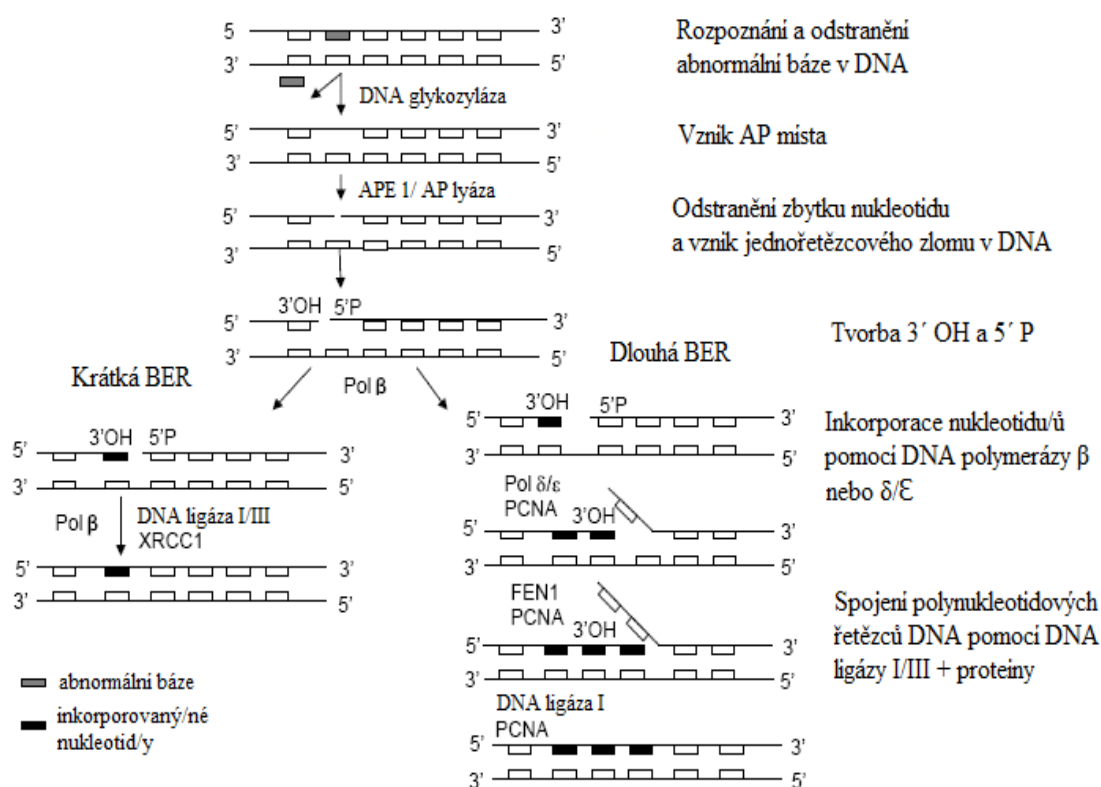 5
3’
Rozpoznání a odstranění
abnormální báze v DNA
3’
5’
DNA glykozyláza
5’
3’
Vznik AP místa
3’
5’
APE 1/ AP lyáza
5’
3’
Odstranění zbytku nukleotidu
a vznik jednořetězcového zlomu v DNA
3’
5’
3’OH
5’P
5’
3’
Tvorba 3´ OH a 5´ P
3’
5’
Krátká BER
Pol β
Dlouhá BER
3’OH
5’P
5’
3’
3’
5’
Pol β
DNA ligáza I/III
XRCC1
5’
3’
3’
5’
3’OH
5’P
5’
3’
3’
5’
Inkorporace nukleotidu/ů
pomocí DNA polymerázy β
nebo δ/Ɛ
Pol δ/ε
PCNA
3’OH
5’
3’
3’
5’
FEN1
PCNA
3’OH
5’
3’
3’
5’
Spojení polynukleotidových
řetězců DNA pomocí DNA
ligázy I/III + proteiny
DNA ligáza I
PCNA
5’
3’
3’
5’
abnormální báze
inkorporovaný/né
nukleotid/y